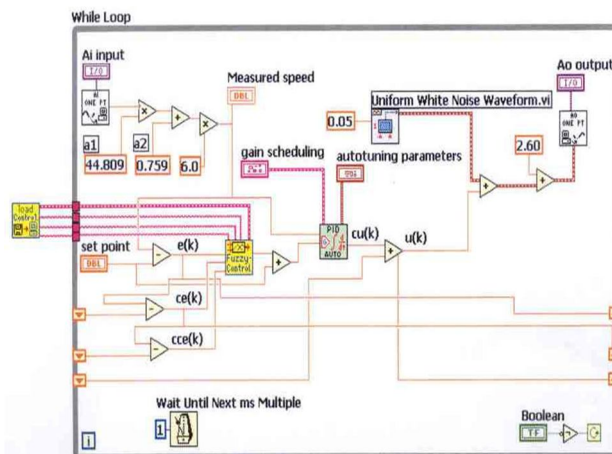 While Loop
Ai input
I/O
AI
ONE PT
Measured speed
DBL
a1
a2
44.809
0.759
6.0
Uniform White Noise Waveform.vi
0.05
Ao output
I/O
AO
ONE PT
2.60
gain scheduling
autotuning parameters
load
Control
set point
DBL
e(k)
Fuzzy-
Control
PID
AUTO
cu(k)
u(k)
ce(k)
cce(k)
Wait Until Next ms Multiple
1
i
Boolean
TF